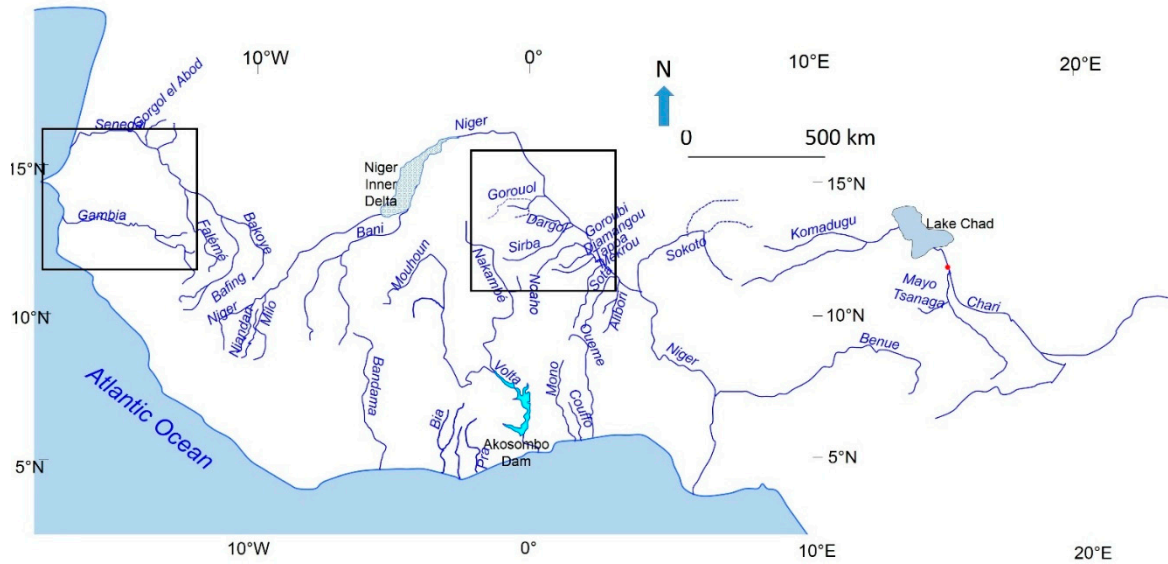 10°W
0°
10°E
20°E
N
0 500 km
Gorgol el Abod
Senegal
Niger
15°N
Niger
Inner
Delta
Gorouol
15°N
Gambia
Falémé
Bakoye
Bani
Dargol
Goroubi
Diamangou
Tappa
Mékrou
Sirba
Sokoto
Komadugu
Lake Chad
Mouhoun
Nakambé
Bafing
Sota
Alibori
Mayo
Tsanaga
Chari
10°N
Niger
Niandan
Milo
10°N
Oueme
Niger
Benue
Bandama
Volta
Mono
Couffo
Atlantic Ocean
Bia
Pra
Akosombo
Dam
5°N
5°N
10°W
0°
10°E
20°E